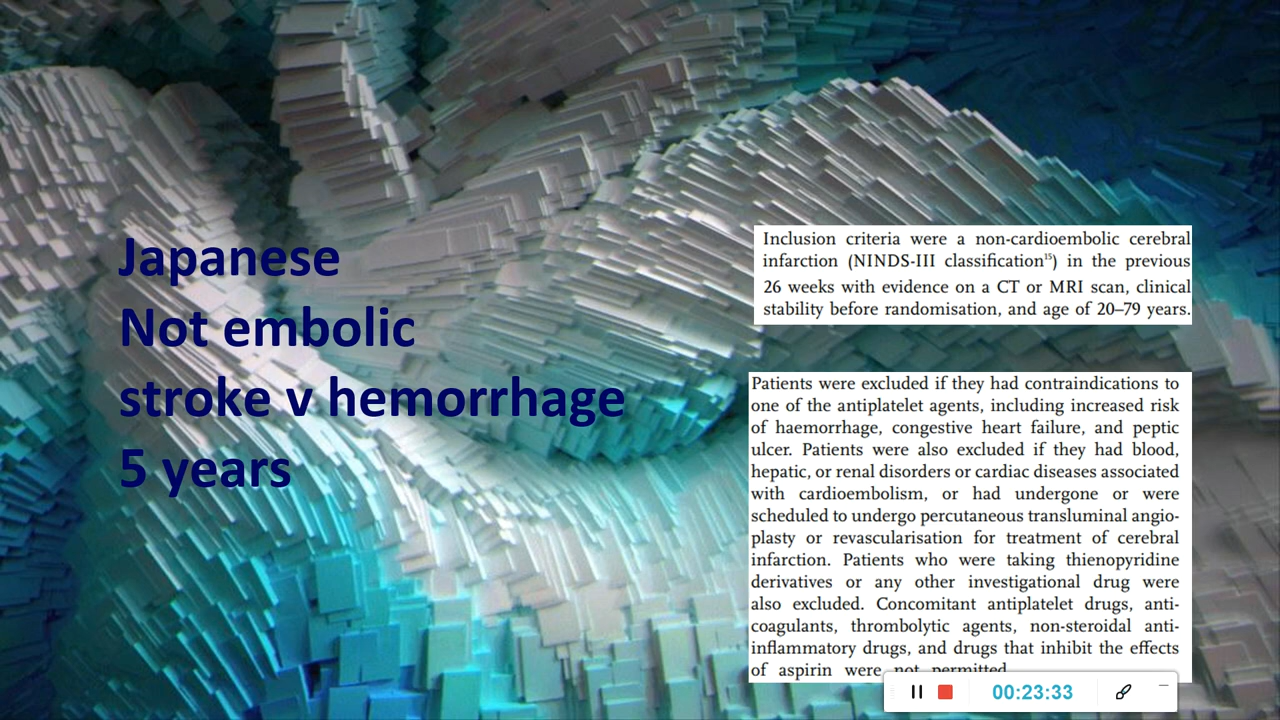 Japanese
Not embolic
stroke v hemorrhage
5 years
Inclusion criteria were a non-cardioembolic cerebral
infarction (NINDS-III classification¹⁵) in the previous
26 weeks with evidence on a CT or MRI scan, clinical
stability before randomisation, and age of 20–79 years.
Patients were excluded if they had contraindications to
one of the antiplatelet agents, including increased risk
of haemorrhage, congestive heart failure, and peptic
ulcer. Patients were also excluded if they had blood,
hepatic, or renal disorders or cardiac diseases associated
with cardioembolism, or had undergone or were
scheduled to undergo percutaneous transluminal angio-
plasty or revascularisation for treatment of cerebral
infarction. Patients who were taking thienopyridine
derivatives or any other investigational drug were
also excluded. Concomitant antiplatelet drugs, anti-
coagulants, thrombolytic agents, non-steroidal anti-
inflammatory drugs, and drugs that inhibit the effects
of aspirin were not permitted
00:23:33